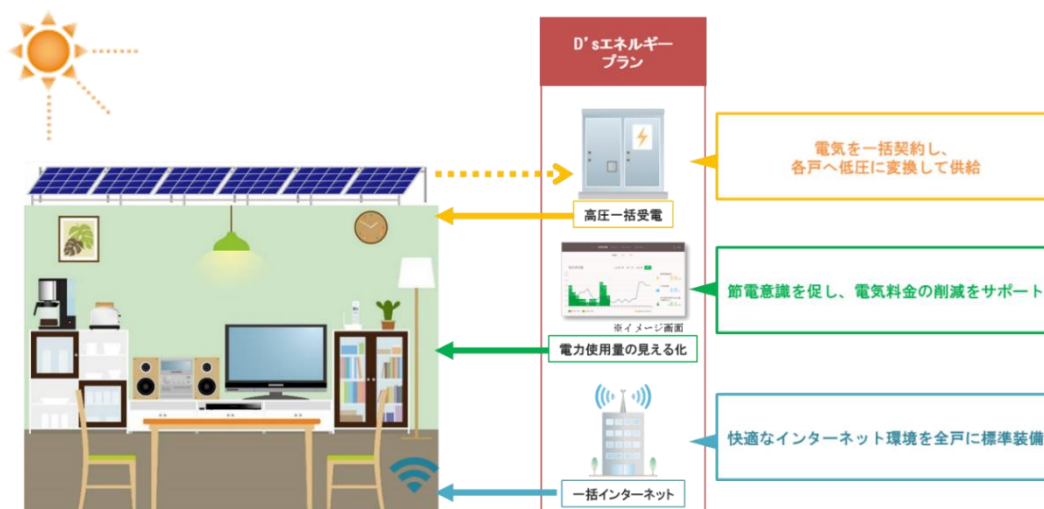 D'sエネルギー
プラン
電気を一括契約し、
各戸へ低圧に変換して供給
高圧一括受電
節電意識を促し、電気料金の削減をサポート
※イメージ画面
電力使用量の見える化
快適なインターネット環境を全戸に標準装備
一括インターネット